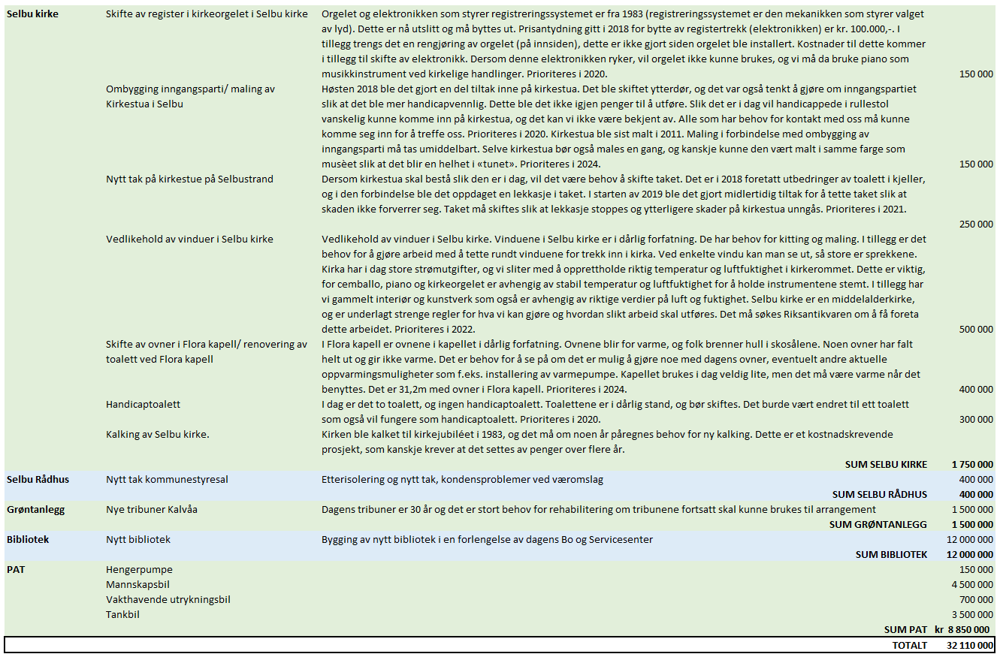 Selbu kirke Skifte av register i kirkeorgelet i Selbu kirke Orgelet og elektronikken som styrer registreringssystemet er fra 1983 (registreringssystemet er den mekanikken som styrer valget
av lyd). Dette er nå utslitt og må byttes ut. Prisantydning gitt i 2018 for bytte av registertrekk (elektronikken) er kr. 100.000,-. I
tillegg trengs det en rengjøring av orgelet (på innsiden), dette er ikke gjort siden orgelet ble installert. Kostnader til dette kommer
i tillegg til skifte av elektronikk. Dersom denne elektronikken ryker, vil orgelet ikke kunne brukes, og vi må da bruke piano som
musikkinstrument ved kirkelige handlinger. Prioriteres i 2020. 150 000
Ombygging inngangsparti/ maling av Høsten 2018 ble det gjort en del tiltak inne på kirkestua. Det ble skiftet ytterdør, og det var også tenkt å gjøre om inngangspartiet
Kirkestua i Selbu slik at det ble mer handicapvennlig. Dette ble det ikke igjen penger til å utføre. Slik det er i dag vil handicappede i rullestol
vanskelig kunne komme inn på kirkestua, og det kan vi ikke være bekjent av. Alle som har behov for kontakt med oss må kunne
komme seg inn for å treffe oss. Prioriteres i 2020. Kirkestua ble sist malt i 2011. Maling i forbindelse med ombygging av
inngangsparti må tas umiddelbart. Selve kirkestua bør også males en gang, og kanskje kunne den vært malt i samme farge som
musèet slik at det blir en helhet i «tunet». Prioriteres i 2024. 150 000
Nytt tak på kirkestue på Selbustrand Dersom kirkestua skal bestå slik den er i dag, vil det være behov å skifte taket. Det er i 2018 foretatt utbedringer av toalett i kjeller,
og i den forbindelse ble det oppdaget en lekkasje i taket. I starten av 2019 ble det gjort midlertidig tiltak for å tette taket slik at
skaden ikke forverrer seg. Taket må skiftes slik at lekkasje stoppes og ytterligere skader på kirkestua unngås. Prioriteres i 2021.
250 000
Vedlikehold av vinduer i Selbu kirke Vedlikehold av vinduer i Selbu kirke. Vinduene i Selbu kirke er i dårlig forfatning. De har behov for kitting og maling. I tillegg er det
behov for å gjøre arbeid med å tette rundt vinduene for trekk inn i kirka. Ved enkelte vindu kan man se ut, så store er sprekkene.
Kirka har i dag store strømutgifter, og vi sliter med å opprettholde riktig temperatur og luftfuktighet i kirkerommet. Dette er viktig,
for cemballo, piano og kirkeorgelet er avhengig av stabil temperatur og luftfuktighet for å holde instrumentene stemt. I tillegg har
vi gammelt interiør og kunstverk som også er avhengig av riktige verdier på luft og fuktighet. Selbu kirke er en middelalderkirke,
og er underlagt strenge regler for hva vi kan gjøre og hvordan slikt arbeid skal utføres. Det må søkes Riksantikvaren om å få foreta
dette arbeidet. Prioriteres i 2022. 500 000
Skifte av ovner i Flora kapell/ renovering av I Flora kapell er ovnene i kapellet i dårlig forfatning. Ovnene blir for varme, og folk brenner hull i skosålene. Noen ovner har falt
toalett ved Flora kapell helt ut og gir ikke varme. Det er behov for å se på om det er mulig å gjøre noe med dagens ovner, eventuelt andre aktuelle
oppvarmingsmuligheter som f.eks. installering av varmepumpe. Kapellet brukes i dag veldig lite, men det må være varme når det
benyttes. Det er 31,2m med ovner i Flora kapell. Prioriteres i 2024. 400 000
Handicaptoalett I dag er det to toalett, og ingen handicaptoalett. Toalettene er i dårlig stand, og bør skiftes. Det burde vært endret til ett toalett
som også vil fungere som handicaptoalett. Prioriteres i 2020. 300 000
Kalking av Selbu kirke. Kirken ble kalket til kirkejubiléet i 1983, og det må om noen år påregnes behov for ny kalking. Dette er et kostnadskrevende
prosjekt, som kanskje krever at det settes av penger over flere år.
SUM SELBU KIRKE 1 750 000
Selbu Rådhus Nytt tak kommunestyresal Etterisolering og nytt tak, kondensproblemer ved væromslag 400 000
SUM SELBU RÅDHUS 400 000
Grøntanlegg Nye tribuner Kalvåa Dagens tribuner er 30 år og det er stort behov for rehabilitering om tribunene fortsatt skal kunne brukes til arrangement 1 500 000
SUM GRØNTANLEGG 1 500 000
Bibliotek Nytt bibliotek Bygging av nytt bibliotek i en forlengelse av dagens Bo og Servicesenter 12 000 000
SUM BIBLIOTEK 12 000 000
PAT Hengerpumpe 150 000
Mannskapsbil 4 500 000
Vakthavende utrykningsbil 700 000
Tankbil 3 500 000
SUM PAT kr 8 850 000
TOTALT 32 110 000